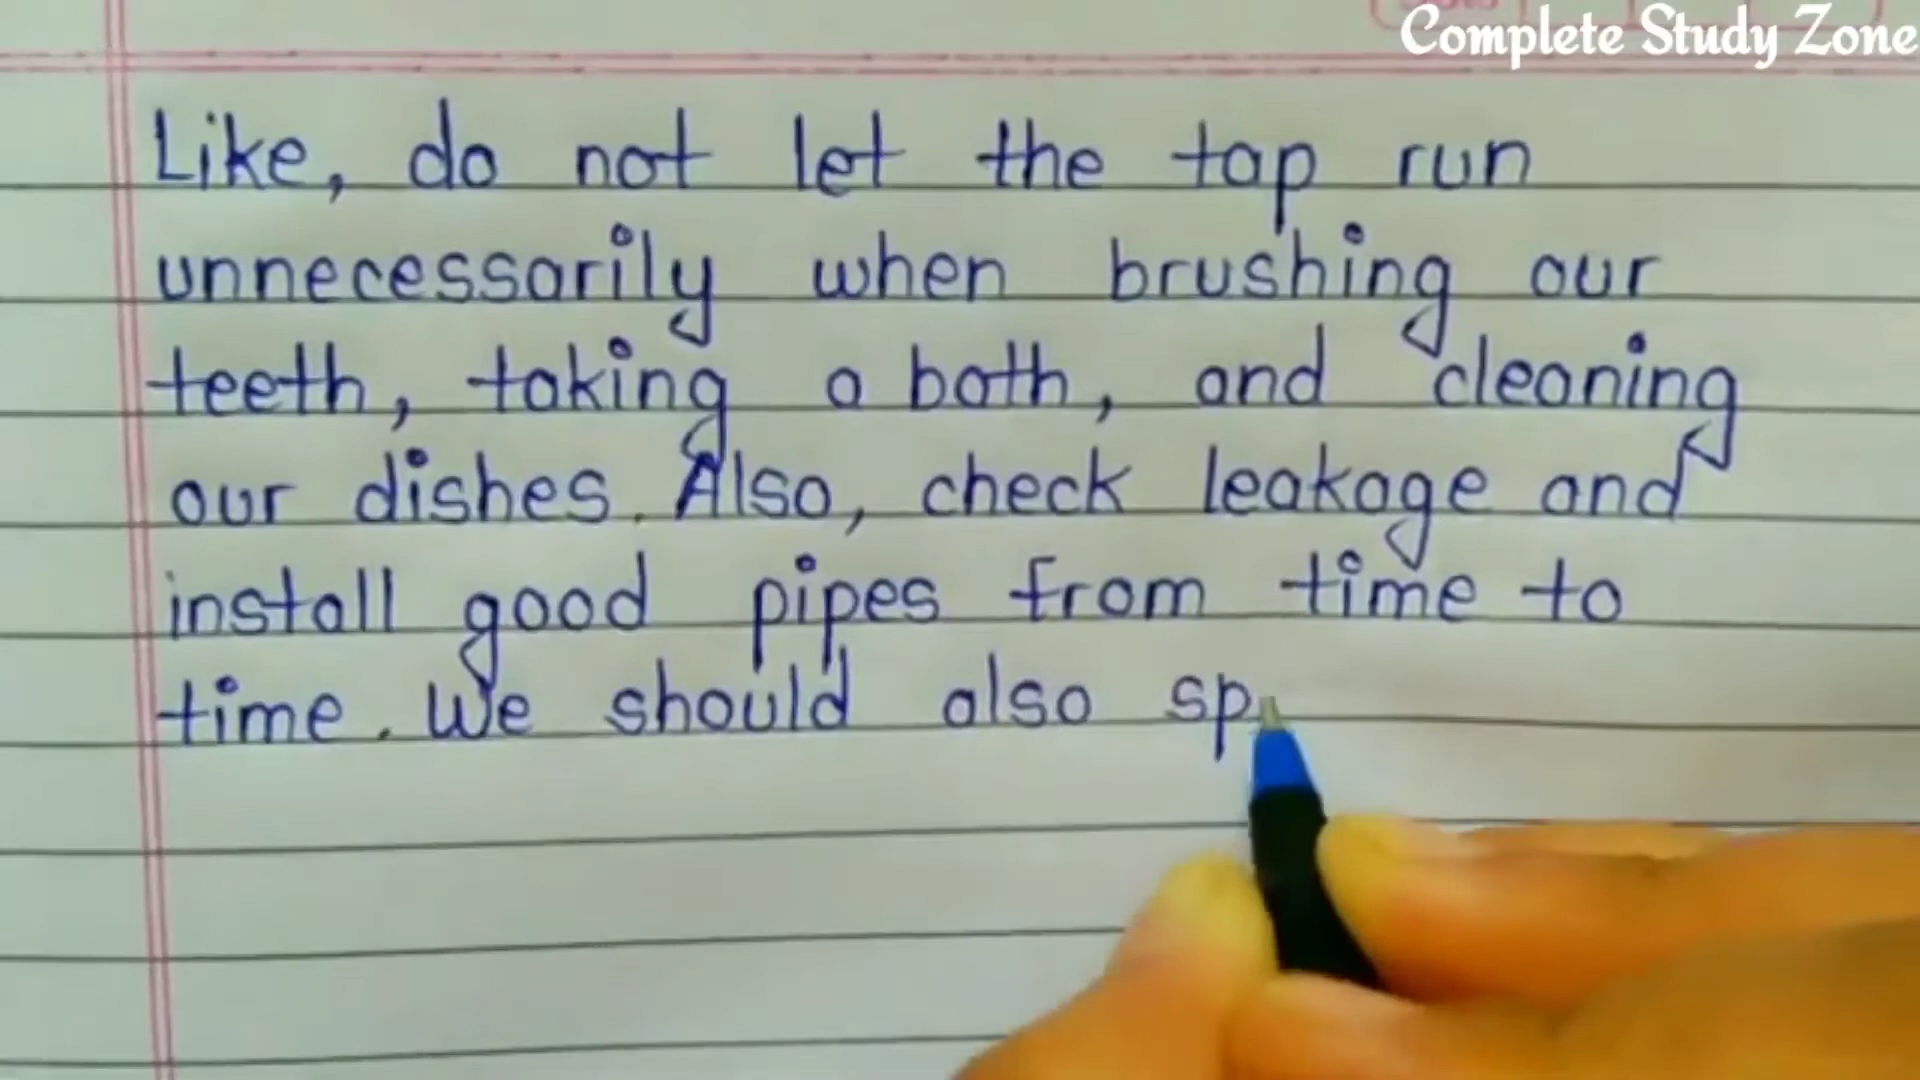 Complete Study Zone
Like, do not let the tap run
unnecessarily when brushing our
teeth, taking a bath, and cleaning
our dishes. Also, check leakage and
install good pipes from time to
time. We should also sp